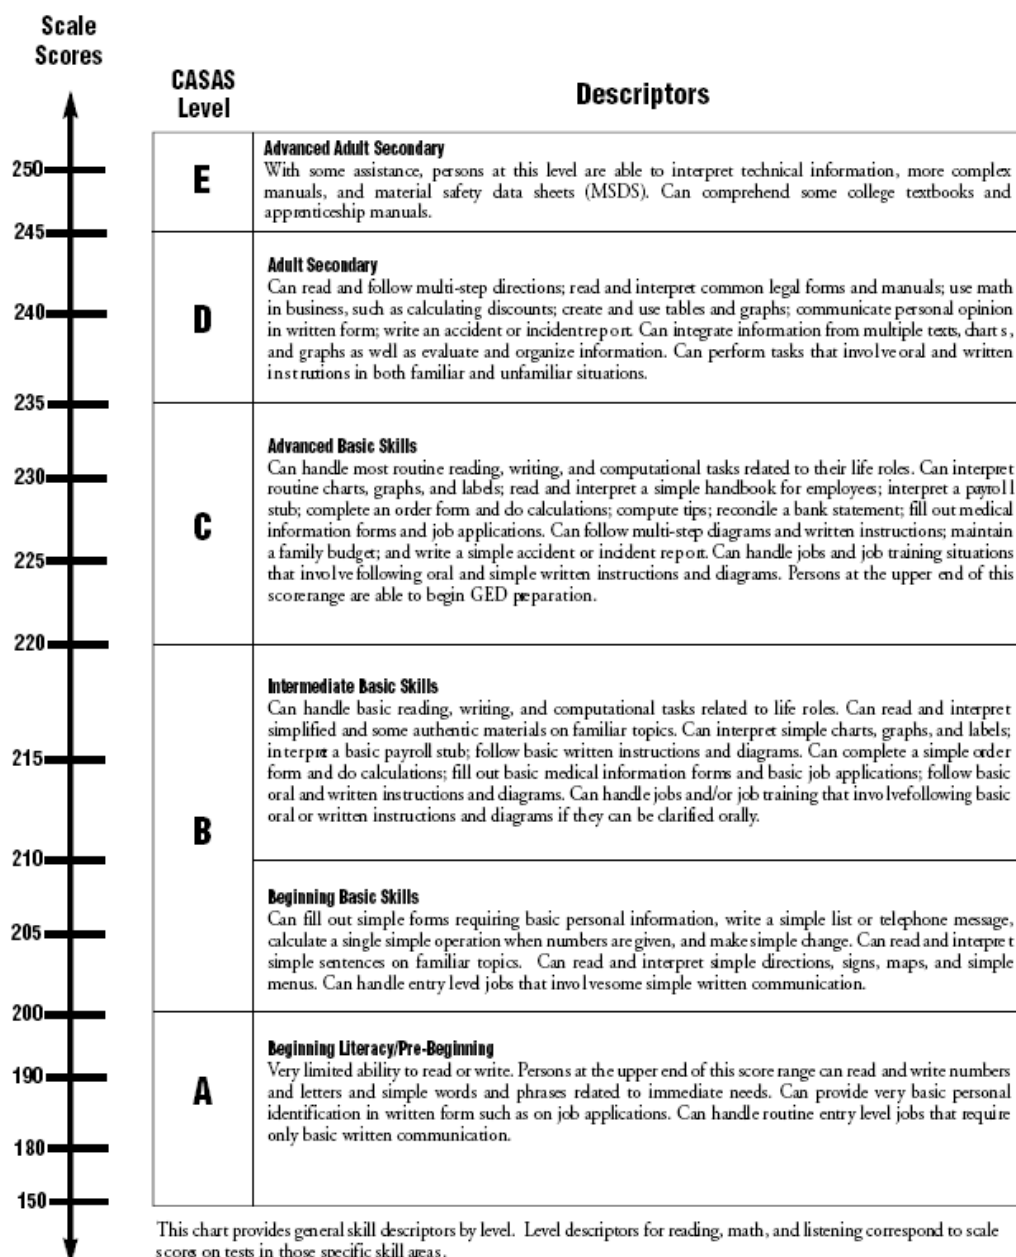 Scale
Scores
CASAS
Level
Descriptors
250
245
240
235
230
225
220
215
210
205
200
190
180
150
E
Advanced Adult Secondary
With some assistance, persons at this level are able to interpret technical information, more complex
manuals, and material safety data sheets (MSDS). Can comprehend some college textbooks and
apprenticeship manuals.
D
Adult Secondary
Can read and follow multi-step directions; read and interpret common legal forms and manuals; use math
in business, such as calculating discounts; create and use tables and graphs; communicate personal opinion
in written form; write an accident or incident report. Can integrate information from multiple texts, charts,
and graphs as well as evaluate and organize information. Can perform tasks that involve oral and written
instrutions in both familiar and unfamiliar situations.
C
Advanced Basic Skills
Can handle most routine reading, writing, and computational tasks related to their life roles. Can interpret
routine charts, graphs, and labels; read and interpret a simple handbook for employees; interpret a payroll
stub; complete an order form and do calculations; compute tips; reconcile a bank statement; fill out medical
information forms and job applications. Can follow multi-step diagrams and written instructions; maintain
a family budget; and write a simple accident or incident report. Can handle jobs and job training situations
that involve following oral and simple written instructions and diagrams. Persons at the upper end of this
scorerange are able to begin GED preparation.
B
Intermediate Basic Skills
Can handle basic reading, writing, and computational tasks related to life roles. Can read and interpret
simplified and some authentic materials on familiar topics. Can interpret simple charts, graphs, and labels;
interpret a basic payroll stub; follow basic written instructions and diagrams. Can complete a simple order
form and do calculations; fill out basic medical information forms and basic job applications; follow basic
oral and written instructions and diagrams. Can handle jobs and/or job training that involvefollowing basic
oral or written instructions and diagrams if they can be clarified orally.
Beginning Basic Skills
Can fill out simple forms requiring basic personal information, write a simple list or telephone message,
calculate a single simple operation when numbers are given, and make simple change. Can read and interpret
simple sentences on familiar topics. Can read and interpret simple directions, signs, maps, and simple
menus. Can handle entry level jobs that involvesome simple written communication.
A
Beginning Literacy/Pre-Beginning
Very limited ability to read or write. Persons at the upper end of this score range can read and write numbers
and letters and simple words and phrases related to immediate needs. Can provide very basic personal
identification in written form such as on job applications. Can handle routine entry level jobs that require
only basic written communication.
This chart provides general skill descriptors by level. Level descriptors for reading, math, and listening correspond to scale
scores on tests in those specific skill areas.